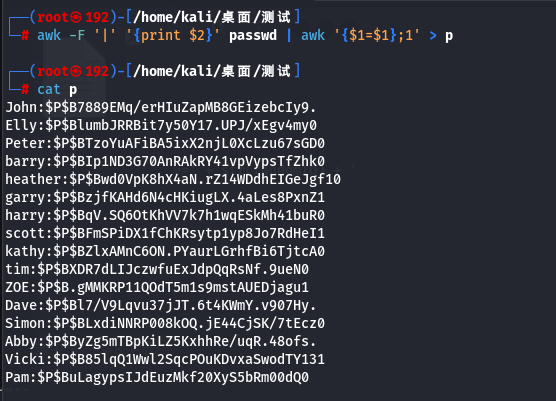 ┌──(root㉿192)-[/home/kali/桌面/测试]
└─# awk -F '|' '{print $2}' passwd | awk '{$1=$1};1' > p
┌──(root㉿192)-[/home/kali/桌面/测试]
└─# cat p
John:$P$B7889EMq/erHIuZapMB8GEizebcIy9.
Elly:$P$BlumbJRRBit7y50Y17.UPJ/xEgv4my0
Peter:$P$BTzoYuAFiBA5ixX2njL0XcLzu67sGD0
barry:$P$BIp1ND3G70AnRAkRY41vpVypsTfZhk0
heather:$P$Bwd0VpK8hX4aN.rZ14WDdhEIGeJgf10
garry:$P$BzjfKAHd6N4cHKiugLX.4aLes8PxnZ1
harry:$P$BqV.SQ6OtKhVV7k7h1wqESkMh41buR0
scott:$P$BFmSPiDX1fChKRsytp1yp8Jo7RdHeI1
kathy:$P$BZlxAMnC6ON.PYaurLGrhfBi6TjtcA0
tim:$P$BXDR7dLIJczwfuExJdpQqRsNf.9ueN0
ZOE:$P$B.gMMKRP11QOdT5m1s9mstAUEDjagu1
Dave:$P$Bl7/V9Lqvu37jJT.6t4KWmY.v907Hy.
Simon:$P$BLxdiNNRP008kOQ.jE44CjSK/7tEcz0
Abby:$P$ByZg5mTBpKiLZ5KxhhRe/uqR.48ofs.
Vicki:$P$B85lqQ1Wwl2SqcPOuKDvxaSwodTY131
Pam:$P$BuLagypsIJdEuzMkf20XyS5bRm00dQ0